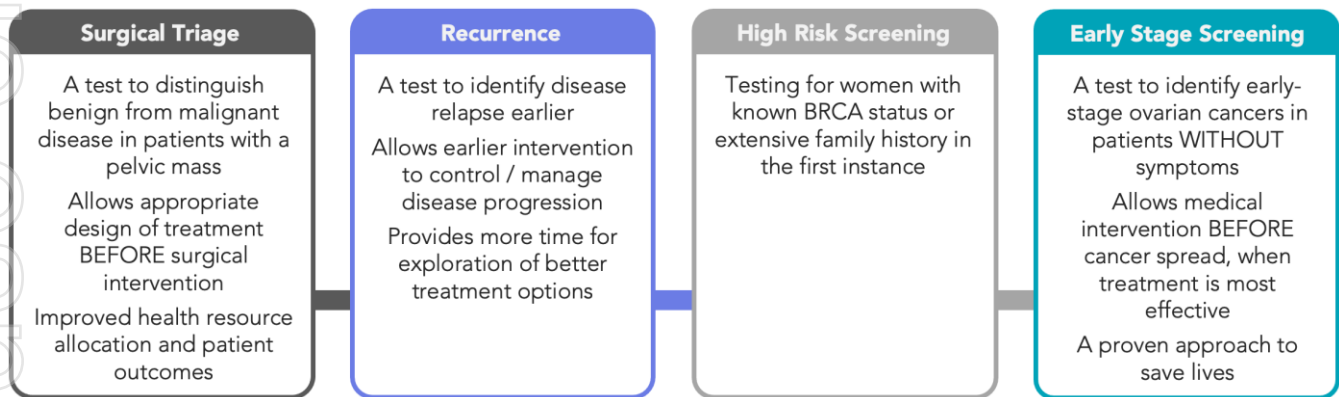 Surgical Triage
A test to distinguish
benign from malignant
disease in patients with a
pelvic mass
Allows appropriate
design of treatment
BEFORE surgical
intervention
Improved health resource
allocation and patient
outcomes
Recurrence
A test to identify disease
relapse earlier
Allows earlier intervention
to control / manage
disease progression
Provides more time for
exploration of better
treatment options
High Risk Screening
Testing for women with
known BRCA status or
extensive family history in
the first instance
Early Stage Screening
A test to identify early-
stage ovarian cancers in
patients WITHOUT
symptoms
Allows medical
intervention BEFORE
cancer spread, when
treatment is most
effective
A proven approach to
save lives